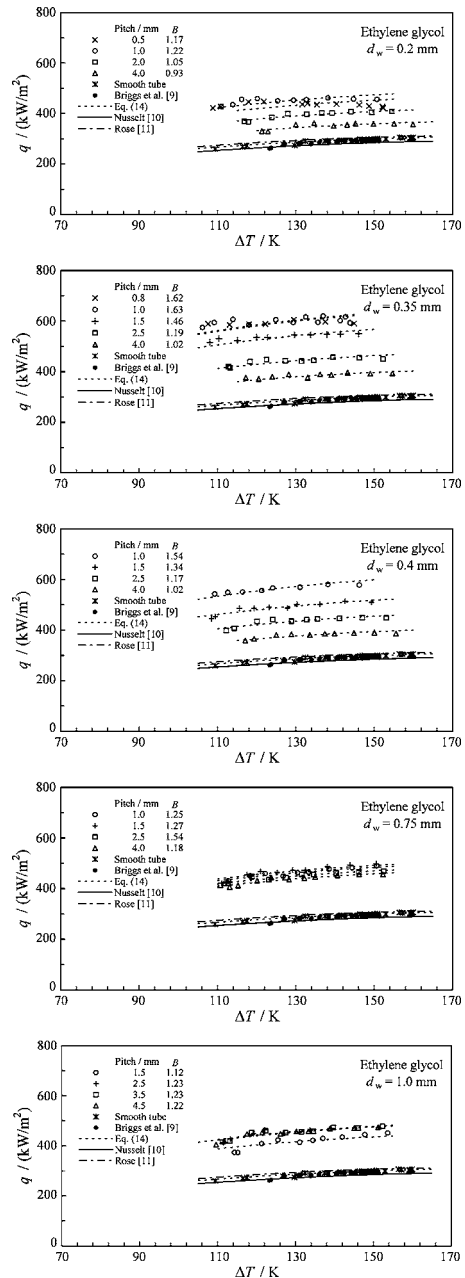 Pitch / mm B
0.5 1.17
1.0 1.22
2.0 1.05
4.0 0.93
Smooth tube
Briggs et al. [9]
Eq. (14)
Nusselt [10]
Rose [11]
Ethylene glycol
d_w = 0.2 mm
800
600
400
200
0
q / (kW/m²)
70 90 110 130 150 170
ΔT / K
Pitch / mm B
0.8 1.62
1.0 1.63
1.5 1.46
2.5 1.19
4.0 1.02
Smooth tube
Briggs et al. [9]
Eq. (14)
Nusselt [10]
Rose [11]
Ethylene glycol
d_w = 0.35 mm
800
600
400
200
0
q / (kW/m²)
70 90 110 130 150 170
ΔT / K
Pitch / mm B
1.0 1.54
1.5 1.34
2.5 1.17
4.0 1.02
Smooth tube
Briggs et al. [9]
Eq. (14)
Nusselt [10]
Rose [11]
Ethylene glycol
d_w = 0.4 mm
800
600
400
200
0
q / (kW/m²)
70 90 110 130 150 170
ΔT / K
Pitch / mm B
1.0 1.25
1.5 1.27
2.5 1.54
4.0 1.18
Smooth tube
Briggs et al. [9]
Eq. (14)
Nusselt [10]
Rose [11]
Ethylene glycol
d_w = 0.75 mm
800
600
400
200
0
q / (kW/m²)
70 90 110 130 150 170
ΔT / K
Pitch / mm B
1.5 1.12
2.5 1.23
3.5 1.23
4.5 1.22
Smooth tube
Briggs et al. [9]
Eq. (14)
Nusselt [10]
Rose [11]
Ethylene glycol
d_w = 1.0 mm
800
600
400
200
0
q / (kW/m²)
70 90 110 130 150 170
ΔT / K